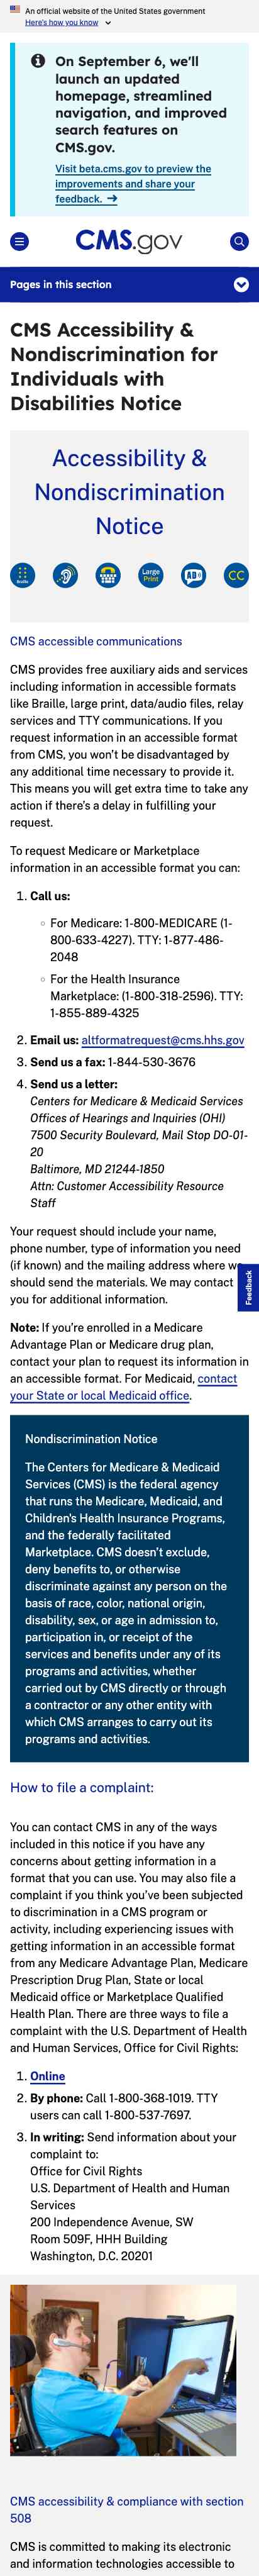 An official website of the United States government
Here's how you know
On September 6, we'll
launch an updated
homepage, streamlined
navigation, and improved
search features on
CMS.gov.
Visit beta.cms.gov to preview the
improvements and share your
feedback. →
CMS.gov
Pages in this section
CMS Accessibility &
Nondiscrimination for
Individuals with
Disabilities Notice
Accessibility &
Nondiscrimination
Notice
Braille
Large
Print
AD
CC
CMS accessible communications
CMS provides free auxiliary aids and services
including information in accessible formats
like Braille, large print, data/audio files, relay
services and TTY communications. If you
request information in an accessible format
from CMS, you won't be disadvantaged by
any additional time necessary to provide it.
This means you will get extra time to take any
action if there's a delay in fulfilling your
request.
To request Medicare or Marketplace
information in an accessible format you can:
1. Call us:
○ For Medicare: 1-800-MEDICARE (1-
800-633-4227). TTY: 1-877-486-
2048
○ For the Health Insurance
Marketplace: (1-800-318-2596). TTY:
1-855-889-4325
2. Email us: altformatrequest@cms.hhs.gov
3. Send us a fax: 1-844-530-3676
4. Send us a letter:
Centers for Medicare & Medicaid Services
Offices of Hearings and Inquiries (OHI)
7500 Security Boulevard, Mail Stop DO-01-
20
Baltimore, MD 21244-1850
Attn: Customer Accessibility Resource
Staff
Your request should include your name,
phone number, type of information you need
(if known) and the mailing address where we
should send the materials. We may contact
you for additional information.
Feedback
Note: If you're enrolled in a Medicare
Advantage Plan or Medicare drug plan,
contact your plan to request its information in
an accessible format. For Medicaid, contact
your State or local Medicaid office.
Nondiscrimination Notice
The Centers for Medicare & Medicaid
Services (CMS) is the federal agency
that runs the Medicare, Medicaid, and
Children's Health Insurance Programs,
and the federally facilitated
Marketplace. CMS doesn't exclude,
deny benefits to, or otherwise
discriminate against any person on the
basis of race, color, national origin,
disability, sex, or age in admission to,
participation in, or receipt of the
services and benefits under any of its
programs and activities, whether
carried out by CMS directly or through
a contractor or any other entity with
which CMS arranges to carry out its
programs and activities.
How to file a complaint:
You can contact CMS in any of the ways
included in this notice if you have any
concerns about getting information in a
format that you can use. You may also file a
complaint if you think you've been subjected
to discrimination in a CMS program or
activity, including experiencing issues with
getting information in an accessible format
from any Medicare Advantage Plan, Medicare
Prescription Drug Plan, State or local
Medicaid office or Marketplace Qualified
Health Plan. There are three ways to file a
complaint with the U.S. Department of Health
and Human Services, Office for Civil Rights:
1. Online
2. By phone: Call 1-800-368-1019. TTY
users can call 1-800-537-7697.
3. In writing: Send information about your
complaint to:
Office for Civil Rights
U.S. Department of Health and Human
Services
200 Independence Avenue, SW
Room 509F, HHH Building
Washington, D.C. 20201
CMS accessibility & compliance with section
508
CMS is committed to making its electronic
and information technologies accessible to